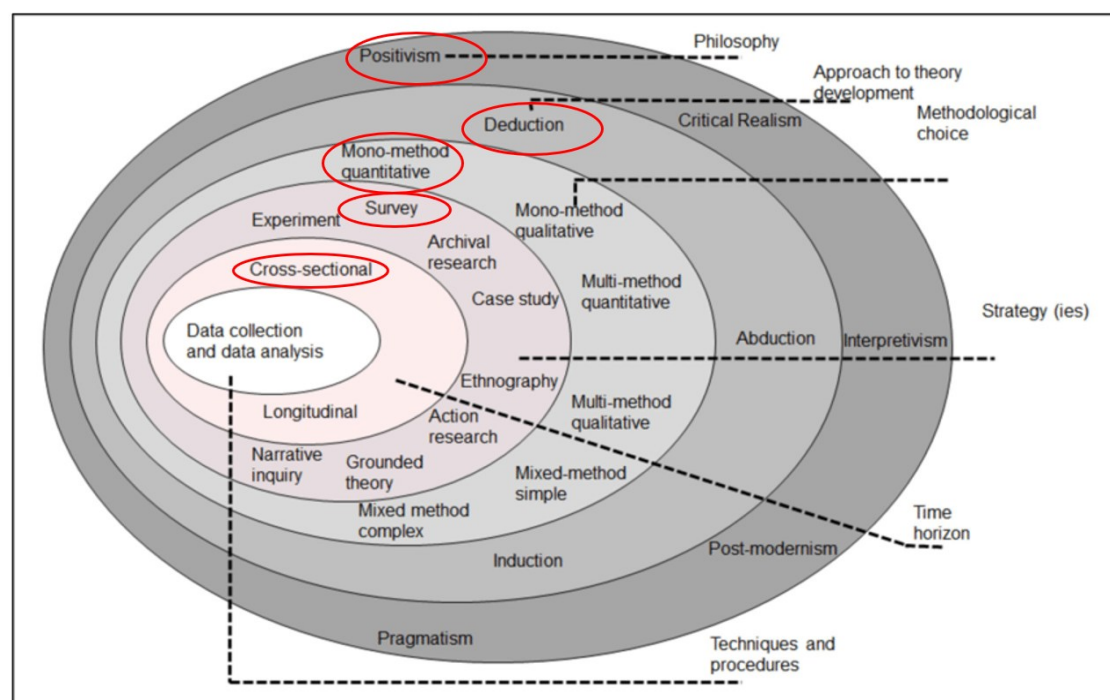 Positivism
Philosophy
Approach to theory
development
Deduction
Critical Realism
Methodological
choice
Mono-method
quantitative
Survey
Experiment
Mono-method
qualitative
Archival
research
Cross-sectional
Multi-method
quantitative
Case study
Strategy (ies)
Data collection
and data analysis
Abduction
Interpretivism
Ethnography
Longitudinal
Multi-method
qualitative
Action
research
Narrative
inquiry
Grounded
theory
Mixed-method
simple
Mixed method
complex
Time
horizon
Post-modernism
Induction
Pragmatism
Techniques and
procedures